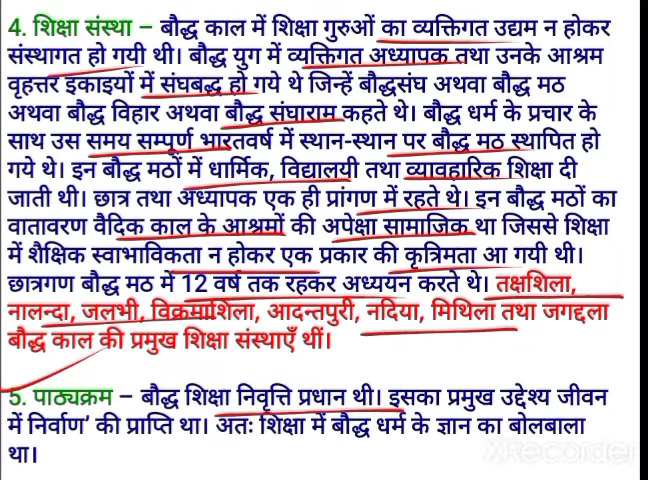 4. शिक्षा संस्था – बौद्ध काल में शिक्षा गुरुओं का व्यक्तिगत उद्यम न होकर
संस्थागत हो गयी थी। बौद्ध युग में व्यक्तिगत अध्यापक तथा उनके आश्रम
वृहत्तर इकाइयों में संघबद्ध हो गये थे जिन्हें बौद्धसंघ अथवा बौद्ध मठ
अथवा बौद्ध विहार अथवा बौद्ध संघाराम कहते थे। बौद्ध धर्म के प्रचार के
साथ उस समय सम्पूर्ण भारतवर्ष में स्थान-स्थान पर बौद्ध मठ स्थापित हो
गये थे। इन बौद्ध मठों में धार्मिक, विद्यालयी तथा व्यावहारिक शिक्षा दी
जाती थी। छात्र तथा अध्यापक एक ही प्रांगण में रहते थे। इन बौद्ध मठों का
वातावरण वैदिक काल के आश्रमों की अपेक्षा सामाजिक था जिससे शिक्षा
में शैक्षिक स्वाभाविकता न होकर एक प्रकार की कृत्रिमता आ गयी थी।
छात्रगण बौद्ध मठ में 12 वर्ष तक रहकर अध्ययन करते थे। तक्षशिला,
नालन्दा, जलभी, विक्रमाशिला, आदन्तपुरी, नदिया, मिथिला तथा जगद्दला
बौद्ध काल की प्रमुख शिक्षा संस्थाएँ थीं।
5. पाठ्यक्रम – बौद्ध शिक्षा निवृत्ति प्रधान थी। इसका प्रमुख उद्देश्य जीवन
में निर्वाण' की प्राप्ति था। अतः शिक्षा में बौद्ध धर्म के ज्ञान का बोलबाला
था।
XRecorder